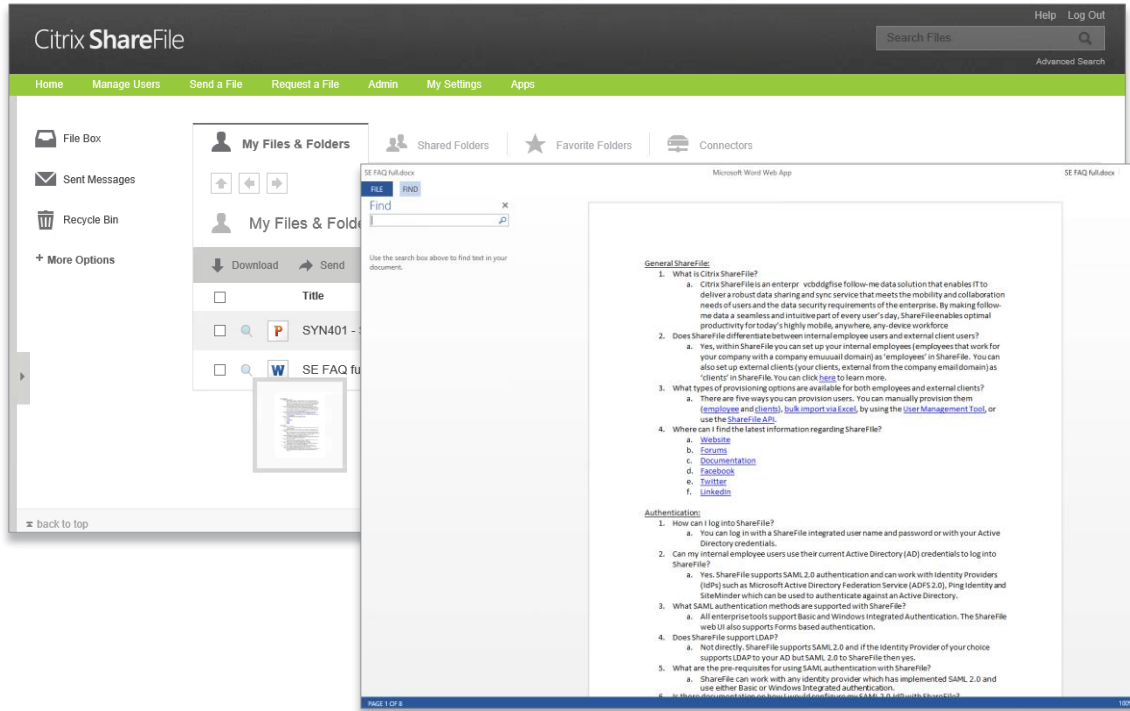 Help Log Out
Citrix ShareFile
Search Files
Advanced Search
Home Manage Users Send a File Request a File Admin My Settings Apps
File Box
Sent Messages
Recycle Bin
+ More Options
My Files & Folders Shared Folders Favorite Folders Connectors
My Files & Folde
Download Send
Title
SYN401 -
SE FAQ fu
back to top
SE FAQ full.docx Microsoft Word Web App SE FAQ full.docx
FILE FIND
Find x
Use the search box above to find text in your
document.
General ShareFile:
1. What is Citrix ShareFile?
a. Citrix ShareFile is an enterpr vcbddgfise follow-me data solution that enables IT to
deliver a robust data sharing and sync service that meets the mobility and collaboration
needs of users and the data security requirements of the enterprise. By making follow-
me data a seamless and intuitive part of every user's day, ShareFile enables optimal
productivity for today's highly mobile, anywhere, any-device workforce
2. Does ShareFile differentiate between internal employee users and external client users?
a. Yes, within ShareFile you can set up your internal employees (employees that work for
your company with a company emuuuail domain) as 'employees' in ShareFile. You can
also set up external clients (your clients, external from the company email domain) as
'clients' in ShareFile. You can click here to learn more.
3. What types of provisioning options are available for both employees and external clients?
a. There are five ways you can provision users. You can manually provision them
(employee and clients), bulk import via Excel, by using the User Management Tool, or
use the ShareFile API.
4. Where can I find the latest information regarding ShareFile?
a. Website
b. Forums
c. Documentation
d. Facebook
e. Twitter
f. LinkedIn
Authentication:
1. How can I log into ShareFile?
a. You can log in with a ShareFile integrated user name and password or with your Active
Directory credentials.
2. Can my internal employee users use their current Active Directory (AD) credentials to log into
ShareFile?
a. Yes. ShareFile supports SAML 2.0 authentication and can work with Identity Providers
(IdPs) such as Microsoft Active Directory Federation Service (ADFS 2.0), Ping Identity and
SiteMinder which can be used to authenticate against an Active Directory.
3. What SAML authentication methods are supported with ShareFile?
a. All enterprise tools support Basic and Windows Integrated Authentication. The ShareFile
web UI also supports Forms based authentication.
4. Does ShareFile support LDAP?
a. Not directly. ShareFile supports SAML 2.0 and if the Identity Provider of your choice
supports LDAP to your AD but SAML 2.0 to ShareFile then yes.
5. What are the pre-requisites for using SAML authentication with ShareFile?
a. ShareFile can work with any identity provider which has implemented SAML 2.0 and
use either Basic or Windows Integrated authentication.
6. Is there documentation on how I would configure my SAML 2.0 IdP with ShareFile?
PAGE 1 OF 8 100%